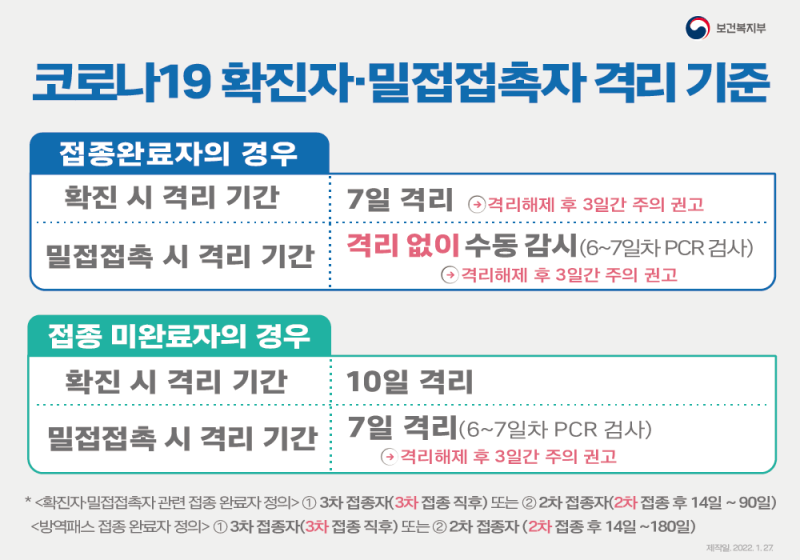 보건복지부
코로나19 확진자·밀접접촉자 격리 기준
접종완료자의 경우
확진 시 격리 기간 7일 격리 → 격리해제 후 3일간 주의 권고
밀접접촉 시 격리 기간 격리 없이 수동 감시(6~7일차 PCR 검사)
→ 격리해제 후 3일간 주의 권고
접종 미완료자의 경우
확진 시 격리 기간 10일 격리
밀접접촉 시 격리 기간 7일 격리(6~7일차 PCR 검사)
→ 격리해제 후 3일간 주의 권고
* <확진자·밀접접촉자 관련 접종 완료자 정의> ① 3차 접종자(3차 접종 직후) 또는 ② 2차 접종자(2차 접종 후 14일 ~ 90일)
<방역패스 접종 완료자 정의> ① 3차 접종자(3차 접종 직후) 또는 ② 2차 접종자 (2차 접종 후 14일 ~180일)
제작일, 2022. 1. 27.